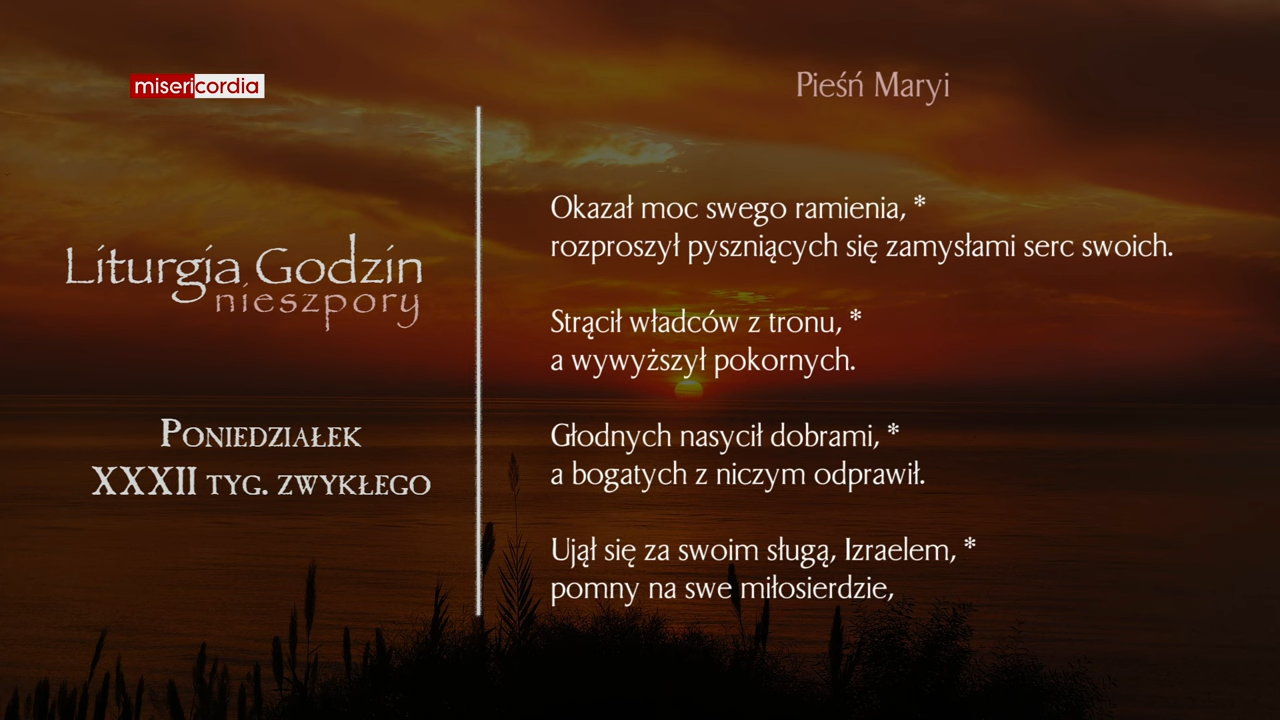 misericordia
Liturgia Godzin
nieszpory
Poniedziałek
XXXII tyg. zwykłego
Pieśń Maryi
Okazał moc swego ramienia, *
rozproszył pyszniących się zamysłami serc swoich.
Strącił władców z tronu, *
a wywyższył pokornych.
Głodnych nasycił dobrami, *
a bogatych z niczym odprawił.
Ujął się za swoim sługą, Izraelem, *
pomny na swe miłosierdzie,